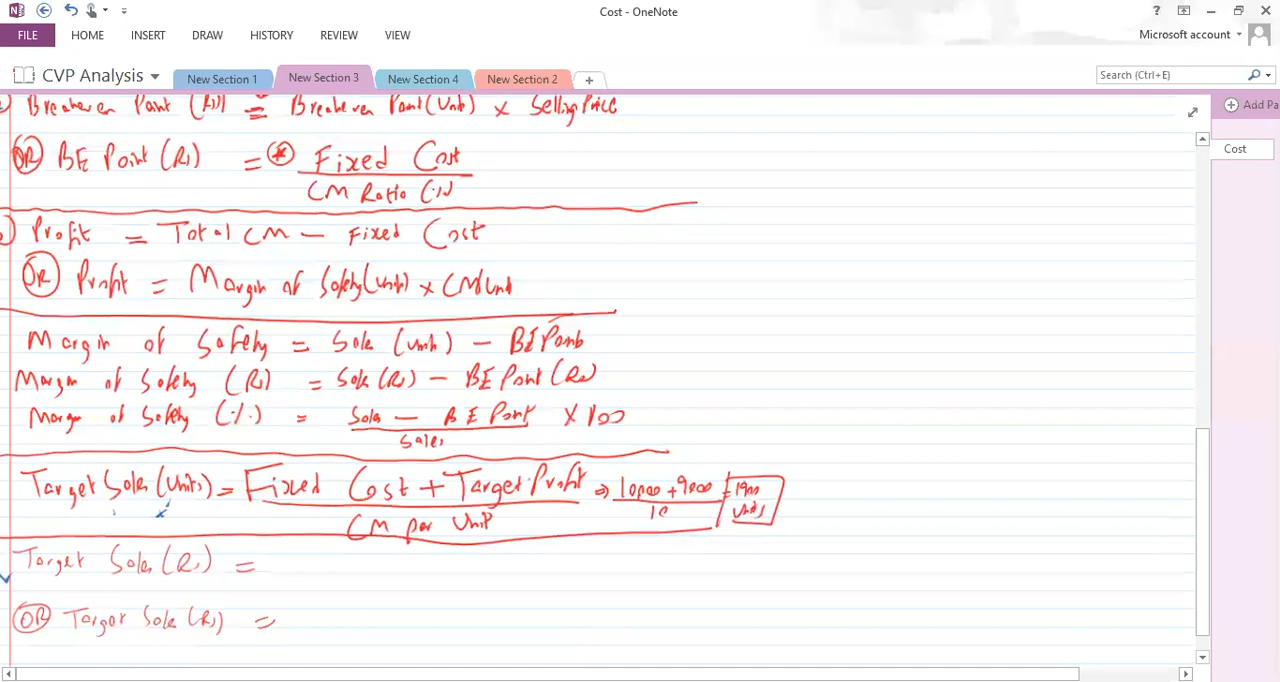 Cost - OneNote
FILE HOME INSERT DRAW HISTORY REVIEW VIEW
Microsoft account
CVP Analysis New Section 1 New Section 3 New Section 4 New Section 2
Search (Ctrl+E)
Add Pa
Cost
Breakeven Point (Rs) = Breakeven Point (Unit) × Selling Price
OR BE Point (Rs) = Fixed Cost
CM Ratio (%)
Profit = Total CM — Fixed Cost
OR Profit = Margin of Safety (Unit) × CM/Unit
Margin of Safety = Sale (unit) — BE Point
Margin of Safety (Rs) = Sale (Rs) — BE Point (Rs)
Margin of Safety (%) = Sales — BE Point × 100
Sales
Target Sales (Units) = Fixed Cost + Target Profit ⇒ 10000 + 9000 = 1900
CM per Unit 10 units
Target Sales (Rs) =
OR Target Sale (Rs) =